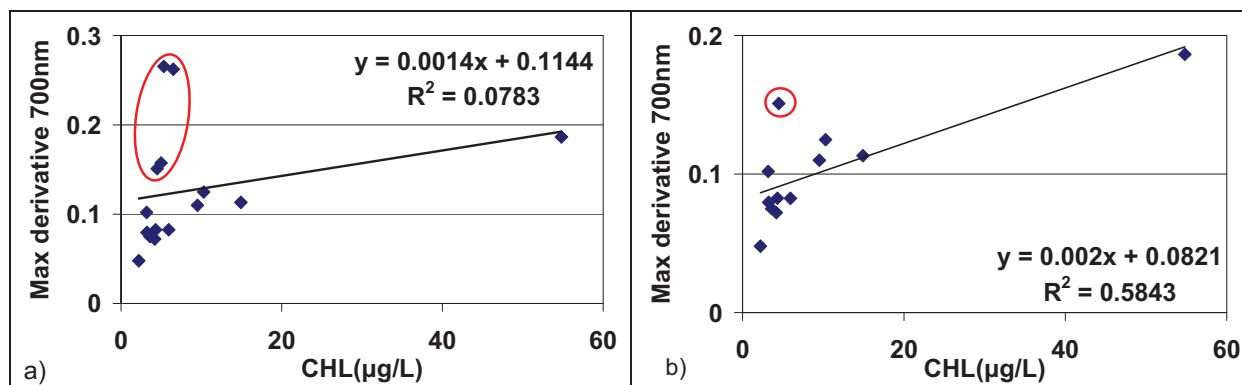 0.3
0.2
0.1
0
Max derivative 700nm
y = 0.0014x + 0.1144
R² = 0.0783
0
20
40
60
CHL(µg/L)
a)
0.2
0.1
0
Max derivative 700nm
y = 0.002x + 0.0821
R² = 0.5843
0
20
40
60
CHL(µg/L)
b)